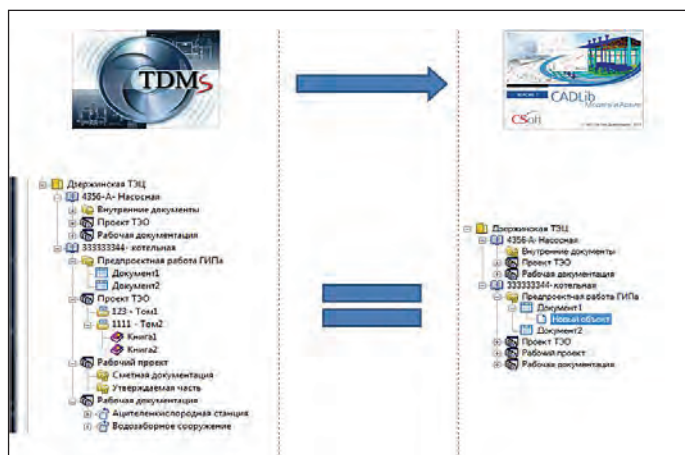 TDMs
CADLib
Модель и Архив
CSoft
Дзержинская ТЭЦ
4356-А- Насосная
Внутренние документы
Проект ТЭО
Рабочая документация
333333344- котельная
Предпроектная работа ГИПа
Документ1
Документ2
Проект ТЭО
123 - Том1
1111 - Том2
Книга1
Книга2
Рабочий проект
Сметная документация
Утверждаемая часть
Рабочая документация
Ацителенкислородная станция
Водозаборное сооружение
Дзержинская ТЭЦ
4356-А- Насосная
Внутренние документы
Проект ТЭО
Рабочая документация
333333344- котельная
Предпроектная работа ГИПа
Документ1
Новый объект
Документ2
Проект ТЭО
Рабочий проект
Рабочая документация